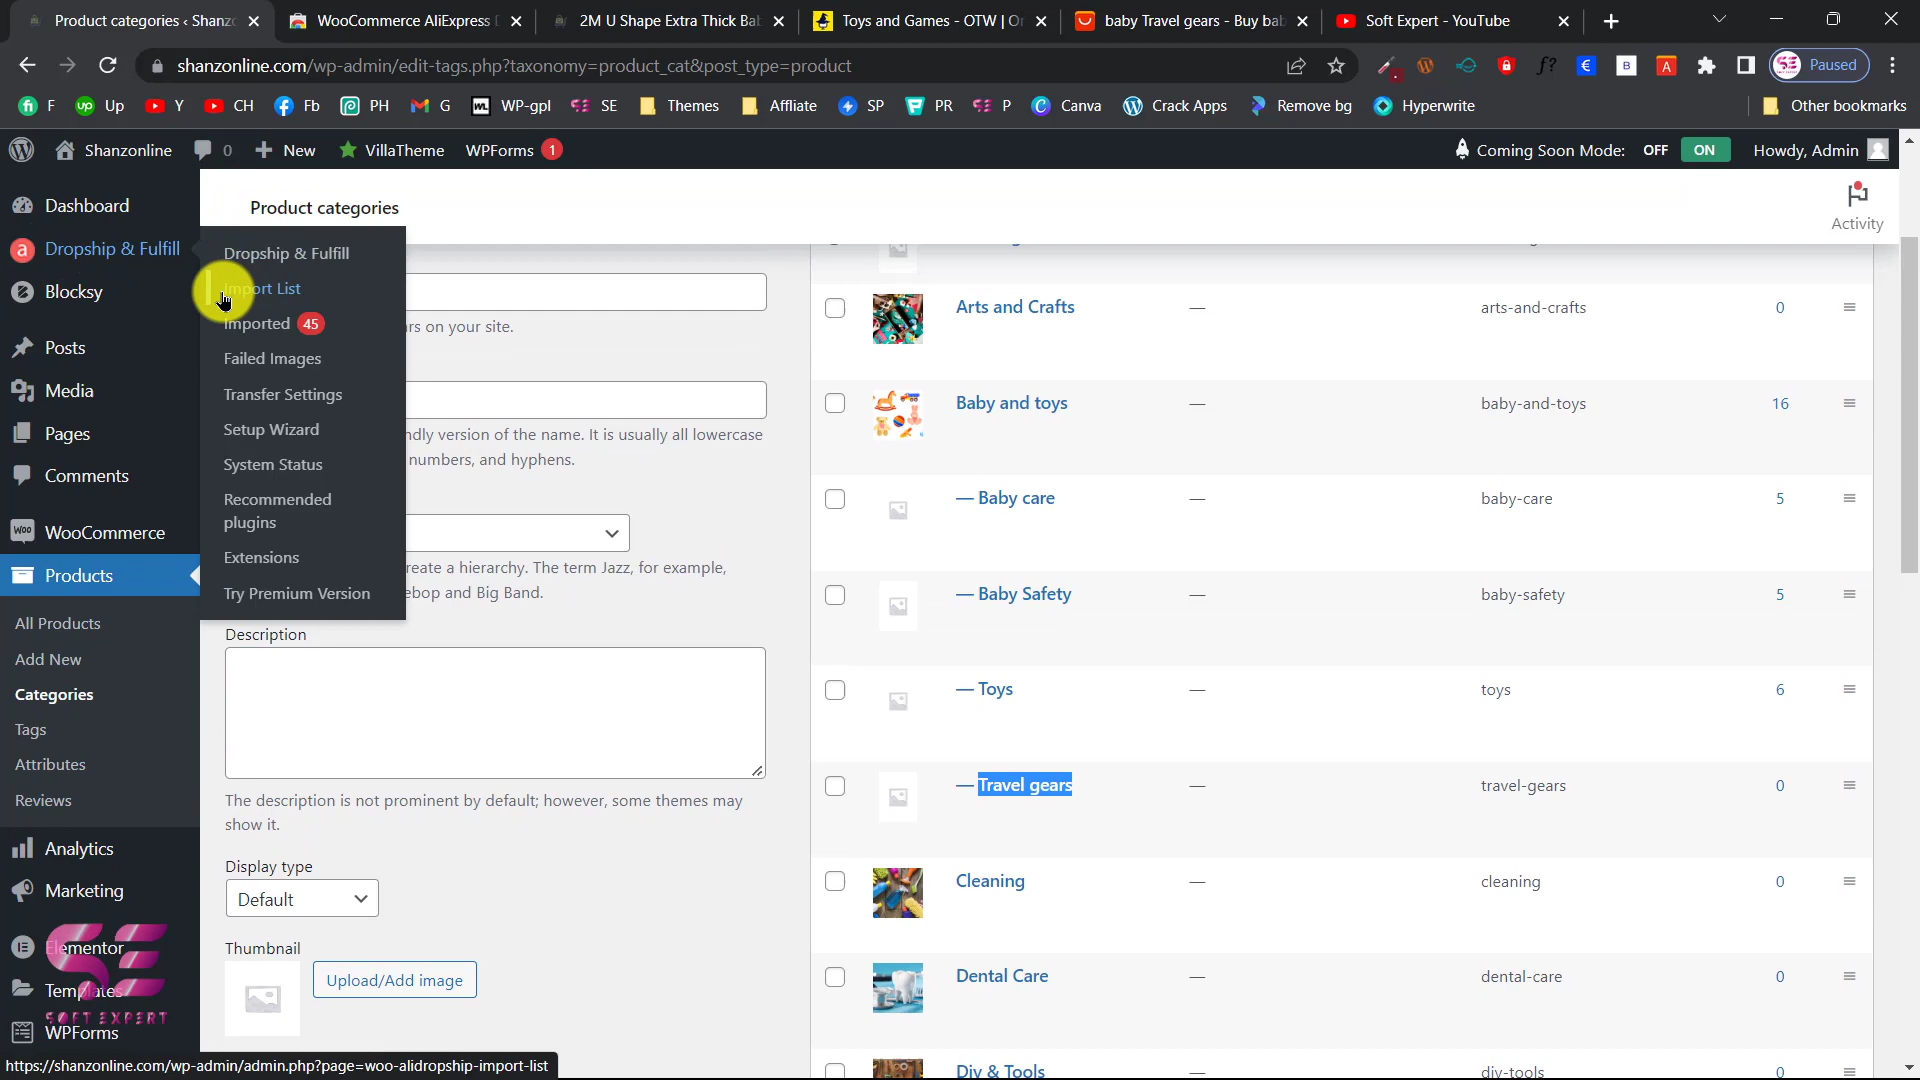 Product categories ‹ Shanz
WooCommerce AliExpress
2M U Shape Extra Thick Ba
Toys and Games - OTW | O
baby Travel gears - Buy bab
Soft Expert - YouTube
shanzonline.com/wp-admin/edit-tags.php?taxonomy=product_cat&post_type=product
Paused
F
Up
Y
CH
Fb
PH
G
WP-gpl
SE
Themes
Affliate
SP
PR
P
Canva
Crack Apps
Remove bg
Hyperwrite
Other bookmarks
Shanzonline
0
New
VillaTheme
WPForms 1
Coming Soon Mode: OFF ON
Howdy, Admin
Dashboard
Dropship & Fulfill
Blocksy
Posts
Media
Pages
Comments
WooCommerce
Products
All Products
Add New
Categories
Tags
Attributes
Reviews
Analytics
Marketing
Elementor
Templates
WPForms
SOFT EXPERT
Dropship & Fulfill
Import List
Imported 45
Failed Images
Transfer Settings
Setup Wizard
System Status
Recommended
plugins
Extensions
Try Premium Version
Product categories
Activity
rs on your site.
ndly version of the name. It is usually all lowercase
numbers, and hyphens.
reate a hierarchy. The term Jazz, for example,
ebop and Big Band.
Description
The description is not prominent by default; however, some themes may
show it.
Display type
Default
Thumbnail
Upload/Add image
Arts and Crafts — arts-and-crafts 0
Baby and toys — baby-and-toys 16
— Baby care — baby-care 5
— Baby Safety — baby-safety 5
— Toys — toys 6
— Travel gears — travel-gears 0
Cleaning — cleaning 0
Dental Care — dental-care 0
Diy & Tools — diy-tools 0
https://shanzonline.com/wp-admin/admin.php?page=woo-alidropship-import-list